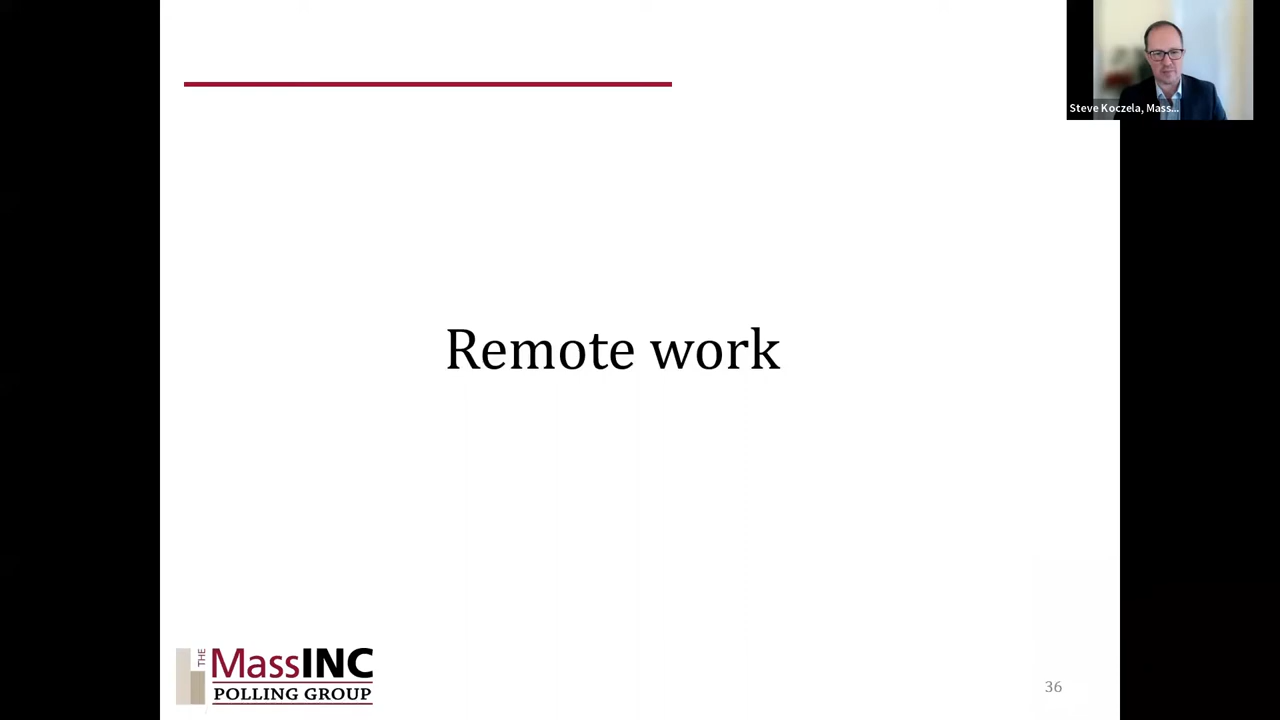 Steve Koczela, Mass...
Remote work
THE
MassINC
POLLING GROUP
36